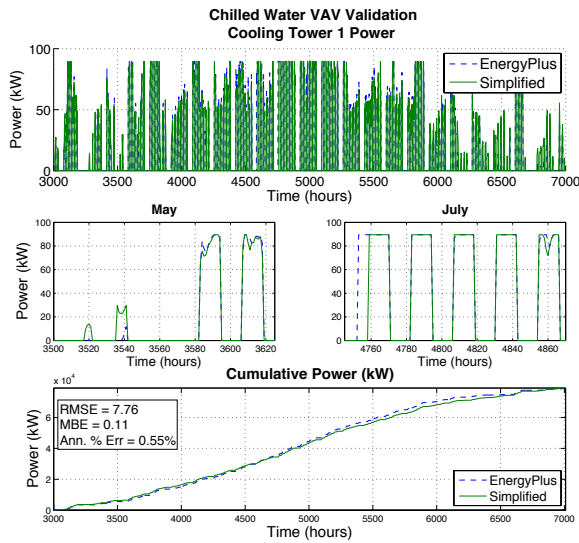 Chilled Water VAV Validation
Cooling Tower 1 Power
100
50
0
Power (kW)
EnergyPlus
Simplified
3000 3500 4000 4500 5000 5500 6000 6500 7000
Time (hours)
May
100
80
60
40
20
0
Power (kW)
3500 3520 3540 3560 3580 3600 3620
Time (hours)
July
100
80
60
40
20
0
4760 4780 4800 4820 4840 4860
Time (hours)
Cumulative Power (kW)
x 10^4
6
4
2
0
Power (kW)
RMSE = 7.76
MBE = 0.11
Ann. % Err = 0.55%
EnergyPlus
Simplified
3000 3500 4000 4500 5000 5500 6000 6500 7000
Time (hours)